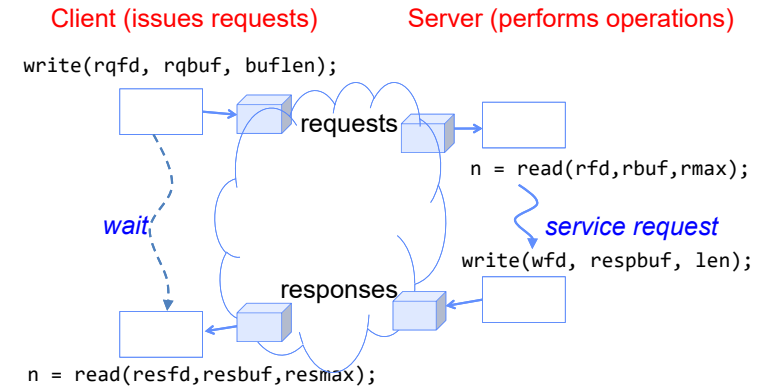 Client (issues requests)
Server (performs operations)
write(rqfd, rqbuf, buflen);
requests
n = read(rfd,rbuf,rmax);
wait
service request
write(wfd, respbuf, len);
responses
n = read(resfd,resbuf,resmax);